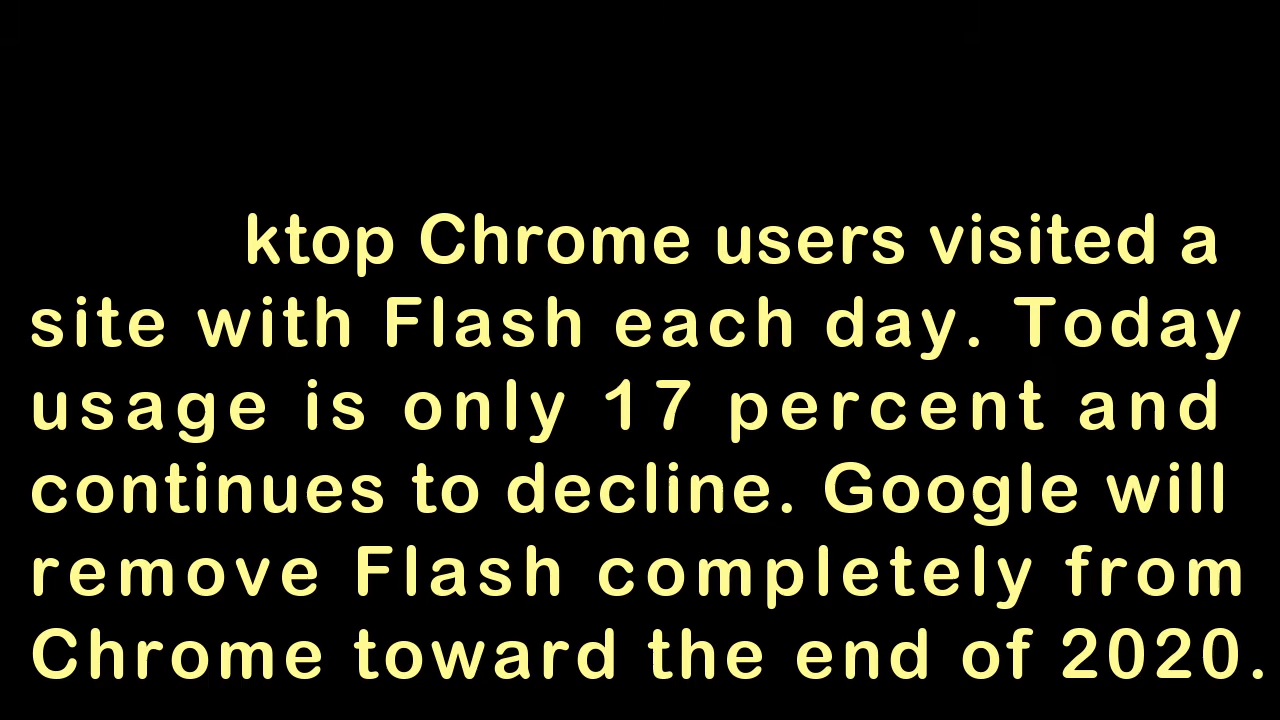 ktop Chrome users visited a
site with Flash each day. Today
usage is only 17 percent and
continues to decline. Google will
remove Flash completely from
Chrome toward the end of 2020.